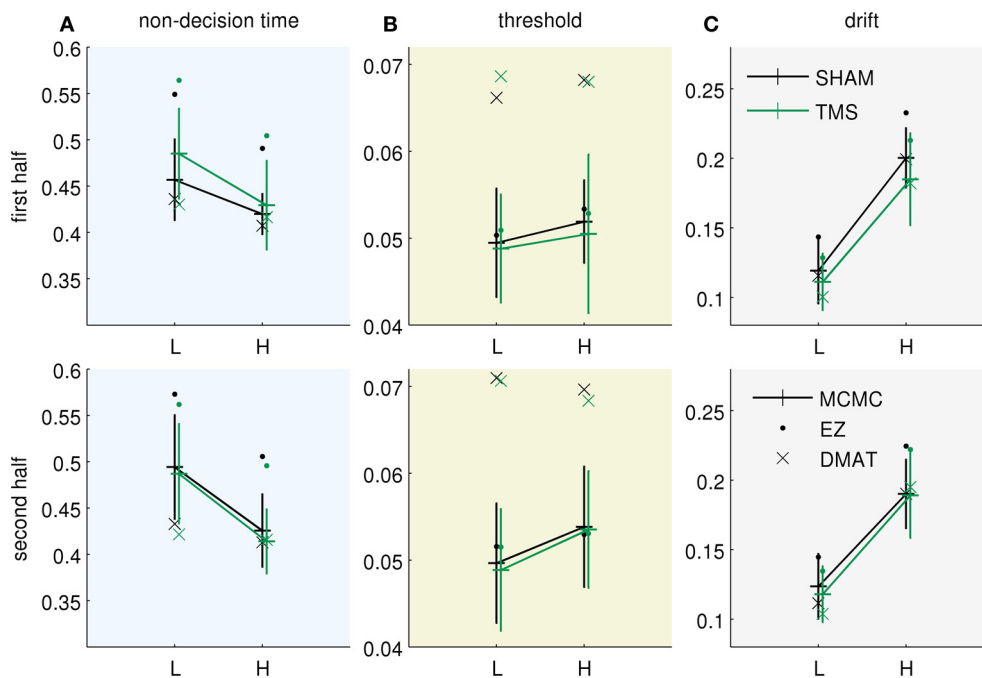 A non-decision time B threshold C drift
first half
0.6
0.55
0.5
0.45
0.4
0.35
L H
0.07
0.06
0.05
0.04
L H
0.25
0.2
0.15
0.1
SHAM
TMS
L H
second half
0.6
0.55
0.5
0.45
0.4
0.35
L H
0.07
0.06
0.05
0.04
L H
0.25
0.2
0.15
0.1
MCMC
EZ
DMAT
L H